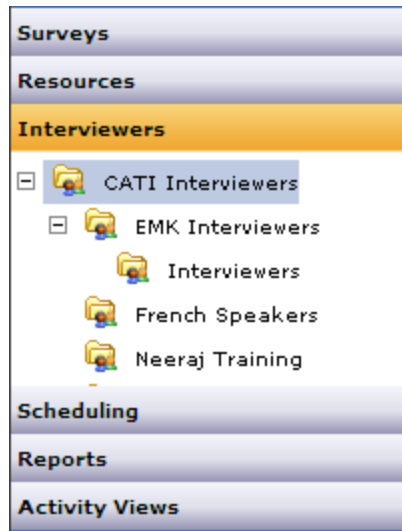 Surveys
Resources
Interviewers
CATI Interviewers
EMK Interviewers
Interviewers
French Speakers
Neeraj Training
Scheduling
Reports
Activity Views